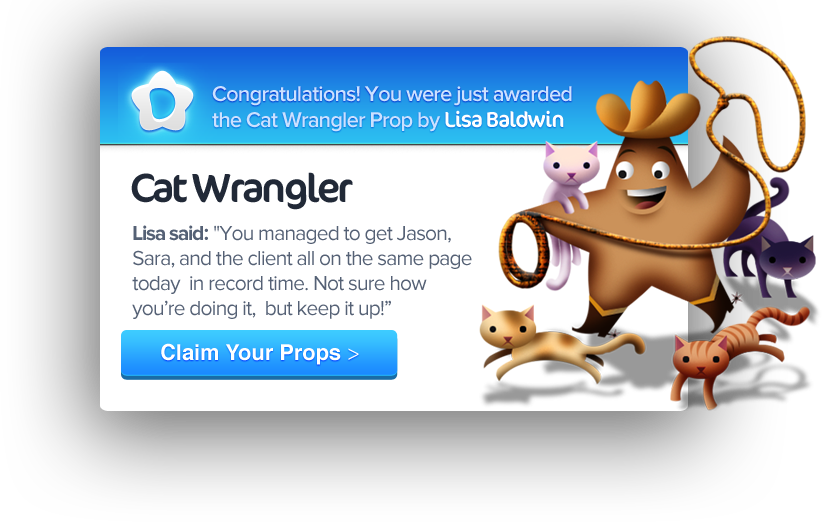 Congratulations! You were just awarded
the Cat Wrangler Prop by Lisa Baldwin
Cat Wrangler
Lisa said: "You managed to get Jason,
Sara, and the client all on the same page
today  in record time. Not sure how
you’re doing it,  but keep it up!”
Claim Your Props >